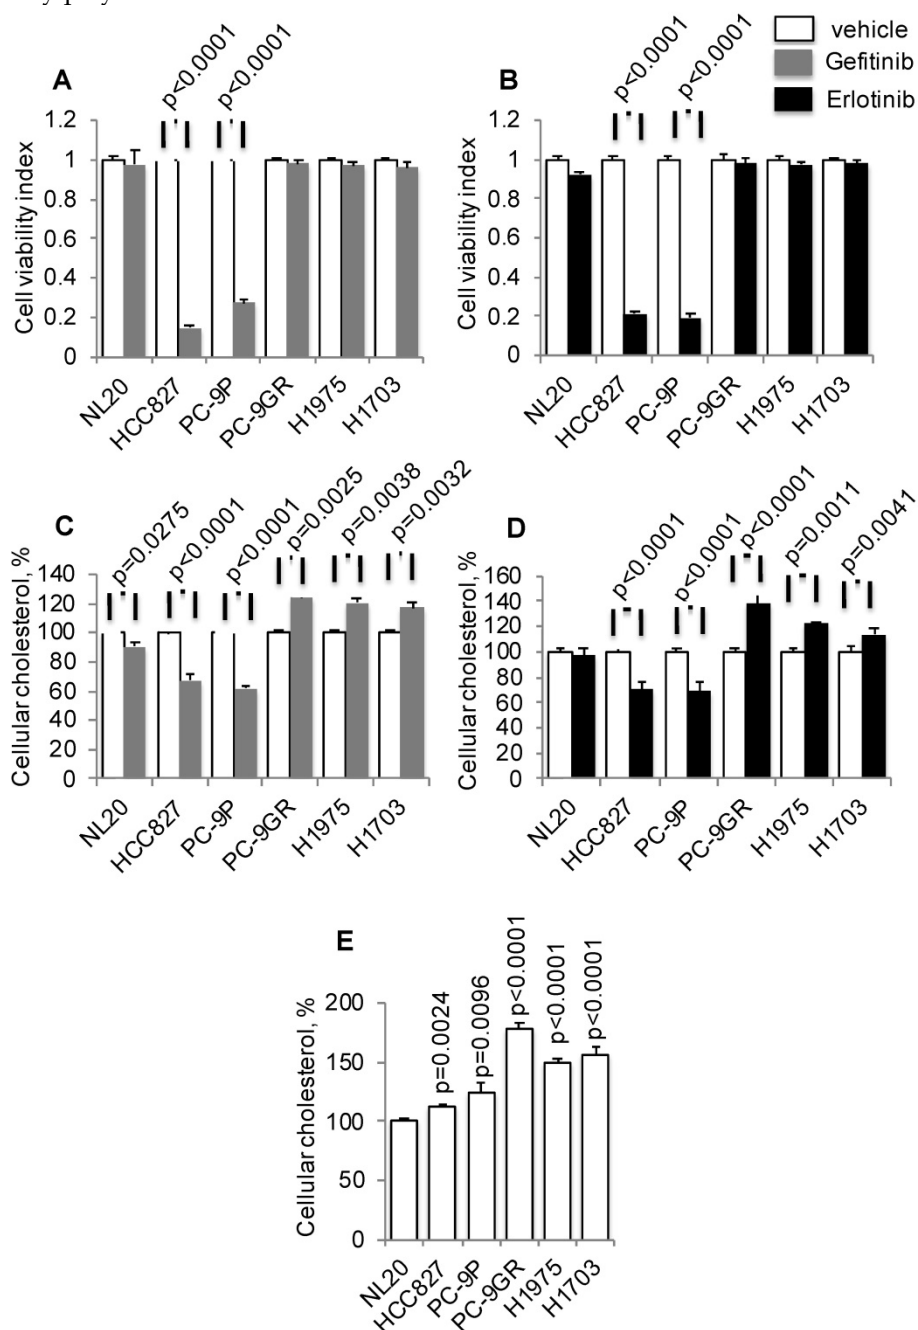 vehicle
Gefitinib
Erlotinib
A
p<0.0001
p<0.0001
Cell viability index
1.2
1
0.8
0.6
0.4
0.2
0
NL20
HCC827
PC-9P
PC-9GR
H1975
H1703
B
p<0.0001
p<0.0001
Cell viability index
1.2
1
0.8
0.6
0.4
0.2
0
NL20
HCC827
PC-9P
PC-9GR
H1975
H1703
C
p=0.0275
p<0.0001
p<0.0001
p=0.0025
p=0.0038
p=0.0032
Cellular cholesterol, %
140
120
100
80
60
40
20
0
NL20
HCC827
PC-9P
PC-9GR
H1975
H1703
D
p<0.0001
p<0.0001
p<0.0001
p=0.0011
p=0.0041
Cellular cholesterol, %
160
140
120
100
80
60
40
20
0
NL20
HCC827
PC-9P
PC-9GR
H1975
H1703
E
p=0.0024
p=0.0096
p<0.0001
p<0.0001
p<0.0001
Cellular cholesterol, %
200
150
100
50
0
NL20
HCC827
PC-9P
PC-9GR
H1975
H1703